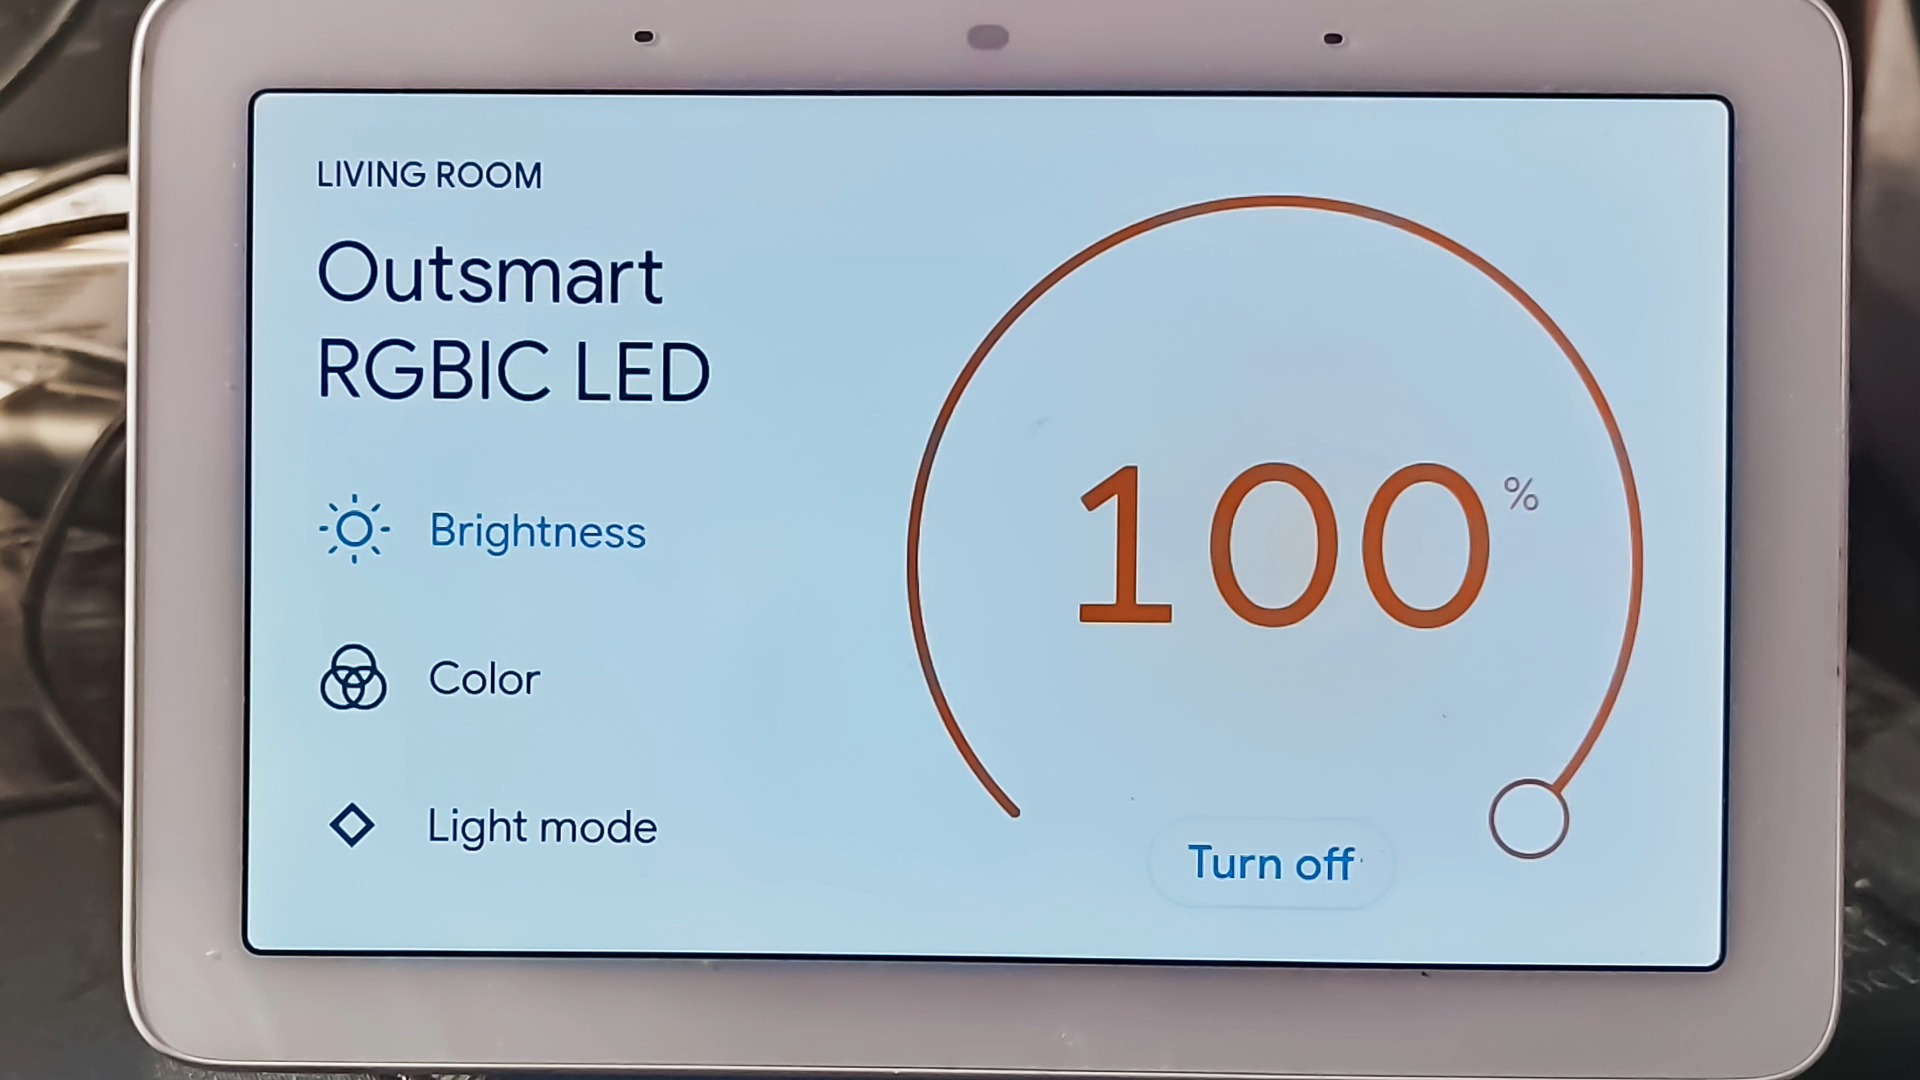 LIVING ROOM
Outsmart
RGBIC LED
Brightness
Color
Light mode
100%
Turn off